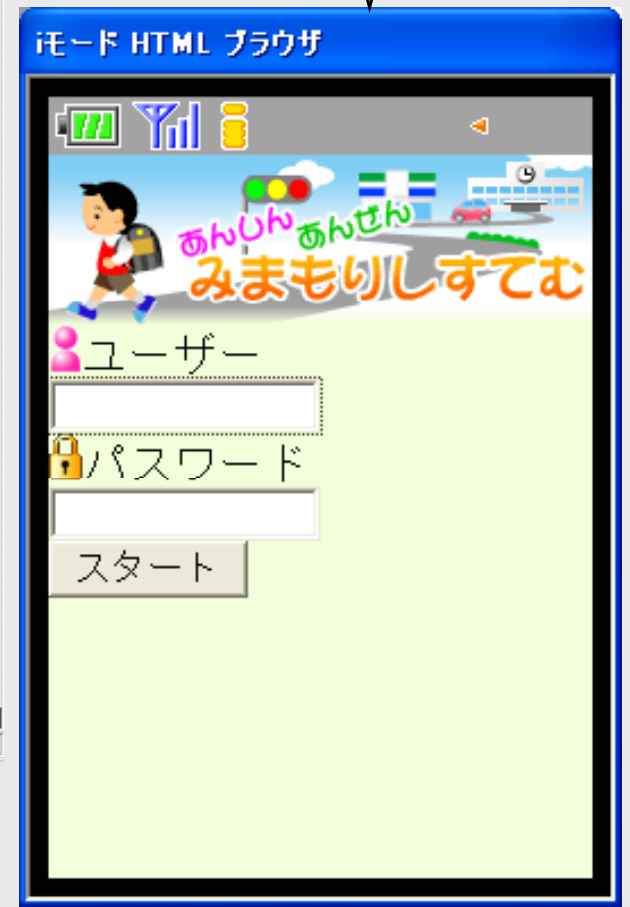 iモード HTML ブラウザ
あんしん あんぜん
みまもりしすてむ
ユーザー
パスワード
スタート